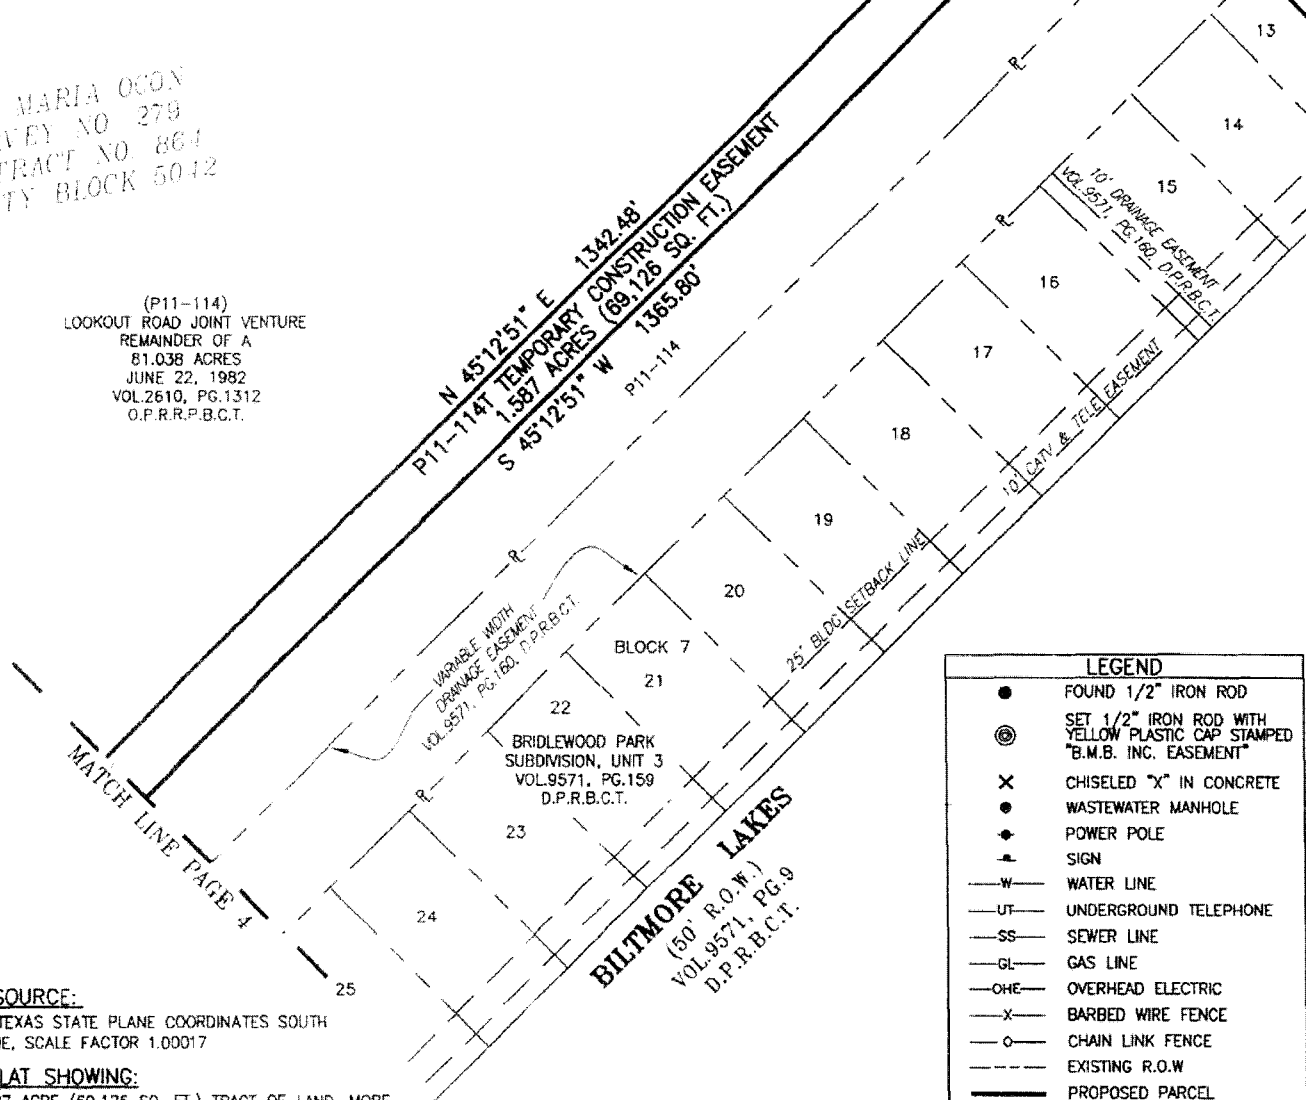 MARIA OCON
VEY NO 279
TRACT NO. 864
TY BLOCK 5042
(P11-114)
LOOKOUT ROAD JOINT VENTURE
REMAINDER OF A
81.038 ACRES
JUNE 22, 1982
VOL.2610, PG.1312
O.P.R.R.P.B.C.T.
N 45°12'51" E 1342.48'
P11-114T TEMPORARY CONSTRUCTION EASEMENT
1.587 ACRES (69,126 SQ. FT.)
S 45°12'51" W 1365.80'
P11-114
13
14
15
10' DRAINAGE EASEMENT
VOL.9571, PG.160, D.P.R.B.C.T.
16
17
18
19
20
10' CATV & TELE EASEMENT
25' BLDG SETBACK LINE
VARIABLE WIDTH
DRAINAGE EASEMENT
VOL.9571, PG.160, D.P.R.B.C.T.
BLOCK 7
21
22
BRIDLEWOOD PARK
SUBDIVISION, UNIT 3
VOL.9571, PG.159
D.P.R.B.C.T.
23
24
25
MATCH LINE PAGE 4
BILTMORE LAKES
(50' R.O.W.)
VOL.9571, PG.9
D.P.R.B.C.T.
SOURCE:
TEXAS STATE PLANE COORDINATES SOUTH
E, SCALE FACTOR 1.00017
LAT SHOWING:
LEGEND
FOUND 1/2" IRON ROD
SET 1/2" IRON ROD WITH
YELLOW PLASTIC CAP STAMPED
"B.M.B. INC. EASEMENT"
CHISELED "X" IN CONCRETE
WASTEWATER MANHOLE
POWER POLE
SIGN
W WATER LINE
UT UNDERGROUND TELEPHONE
SS SEWER LINE
GL GAS LINE
OHE OVERHEAD ELECTRIC
X BARBED WIRE FENCE
O CHAIN LINK FENCE
EXISTING R.O.W
PROPOSED PARCEL